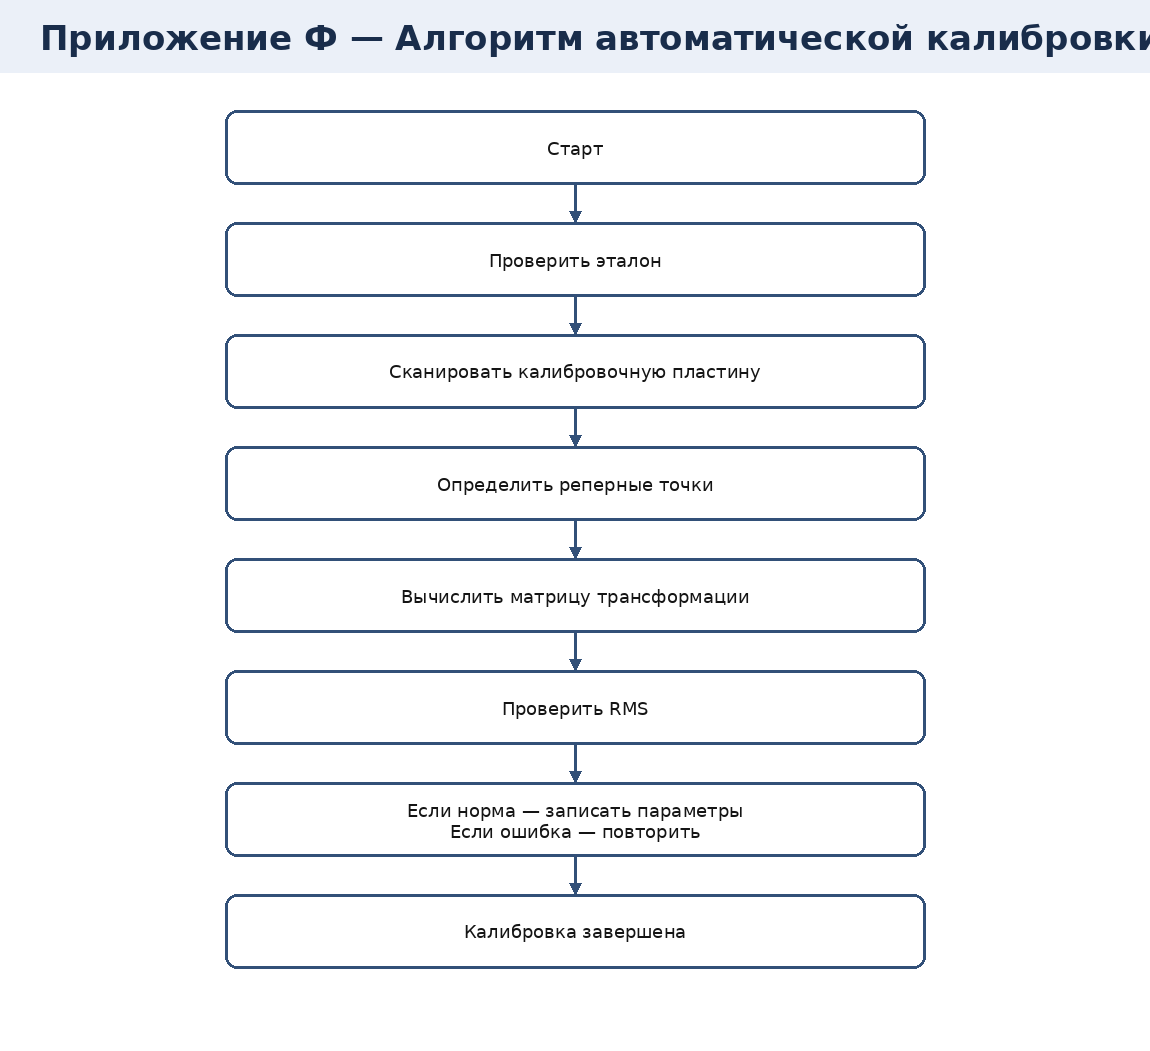 Приложение Ф — Алгоритм автоматической калибровки
Старт
Проверить эталон
Сканировать калибровочную пластину
Определить реперные точки
Вычислить матрицу трансформации
Проверить RMS
Если норма — записать параметры
Если ошибка — повторить
Калибровка завершена